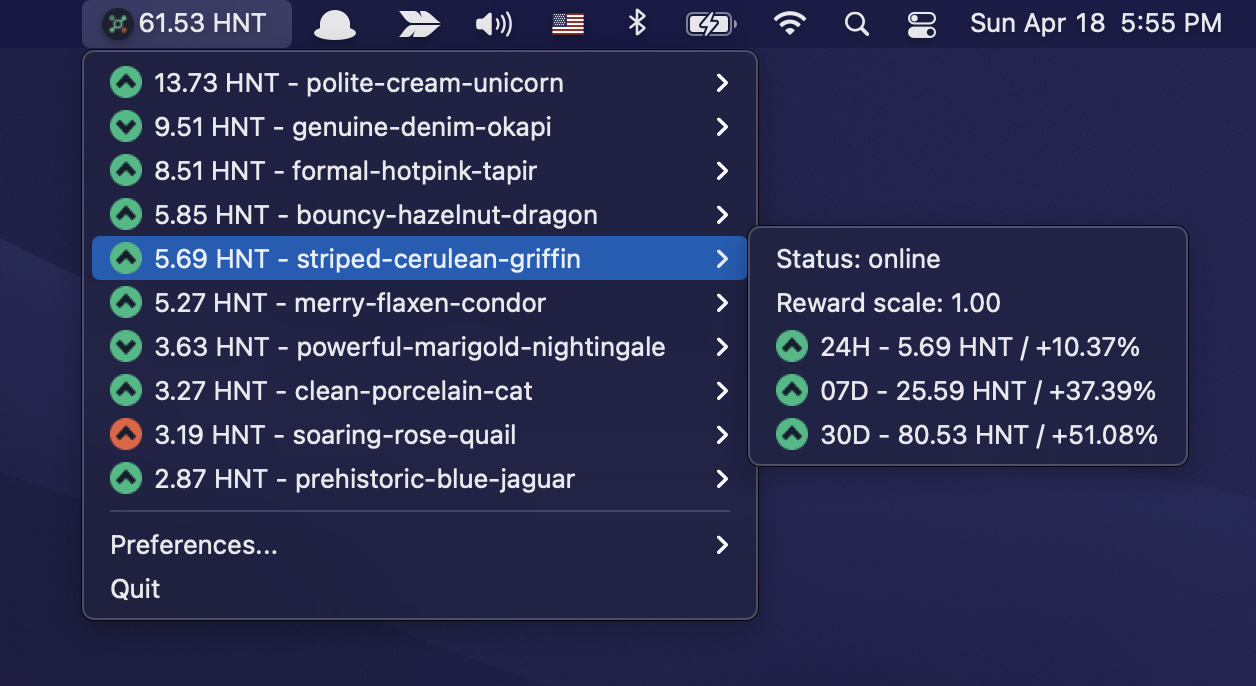 61.53 HNT
Sun Apr 18 5:55 PM
13.73 HNT - polite-cream-unicorn
9.51 HNT - genuine-denim-okapi
8.51 HNT - formal-hotpink-tapir
5.85 HNT - bouncy-hazelnut-dragon
5.69 HNT - striped-cerulean-griffin
5.27 HNT - merry-flaxen-condor
3.63 HNT - powerful-marigold-nightingale
3.27 HNT - clean-porcelain-cat
3.19 HNT - soaring-rose-quail
2.87 HNT - prehistoric-blue-jaguar
Preferences...
Quit
Status: online
Reward scale: 1.00
24H - 5.69 HNT / +10.37%
07D - 25.59 HNT / +37.39%
30D - 80.53 HNT / +51.08%